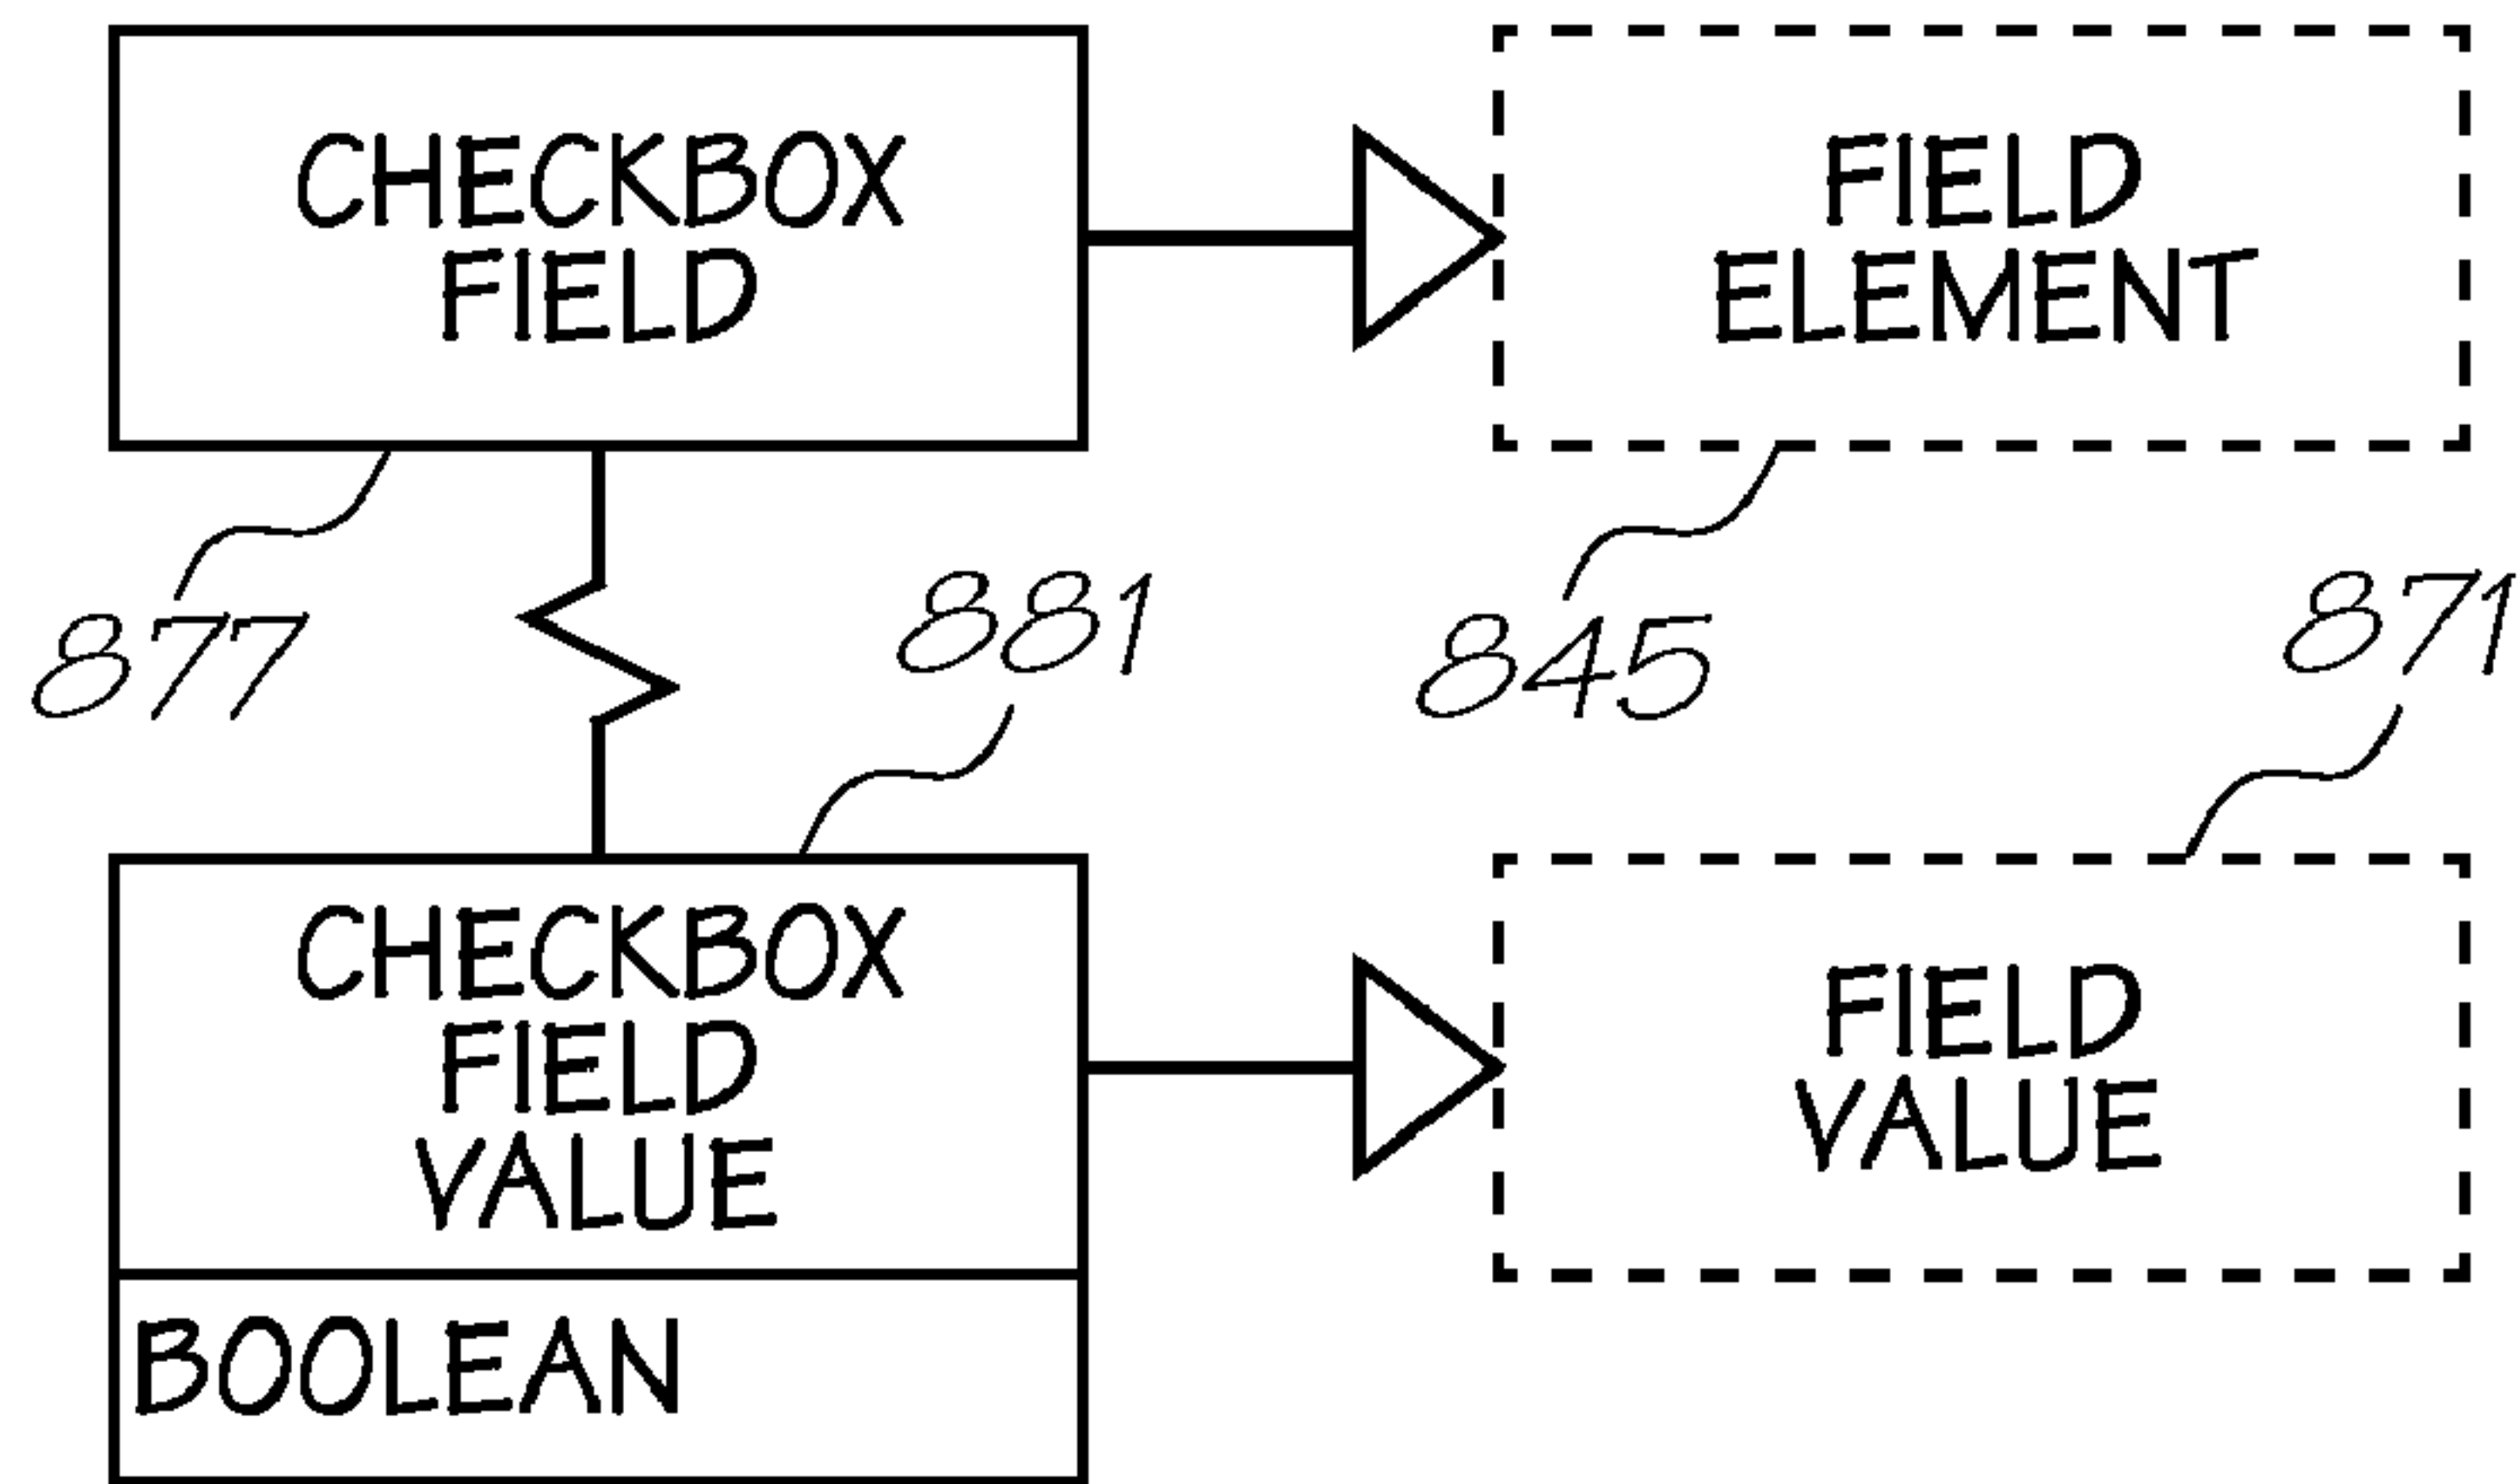 CHECKBOX
FIELD
FIELD
ELEMENT
877
881
845
871
CHECKBOX
FIELD
VALUE
BOOLEAN
FIELD
VALUE